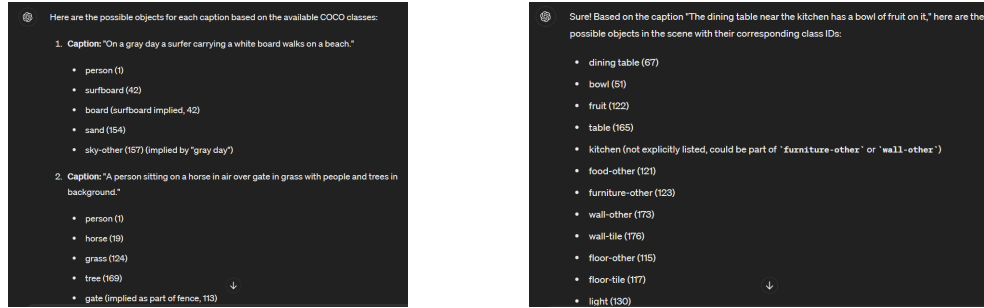 Here are the possible objects for each caption based on the available COCO classes:
1. Caption: "On a gray day a surfer carrying a white board walks on a beach."
• person (1)
• surfboard (42)
• board (surfboard implied, 42)
• sand (154)
• sky-other (157) (implied by "gray day")
2. Caption: "A person sitting on a horse in air over gate in grass with people and trees in
background."
• person (1)
• horse (19)
• grass (124)
• tree (169)
• gate (implied as part of fence, 113)
Sure! Based on the caption "The dining table near the kitchen has a bowl of fruit on it," here are the
possible objects in the scene with their corresponding class IDs:
• dining table (67)
• bowl (51)
• fruit (122)
• table (165)
• kitchen (not explicitly listed, could be part of `furniture-other` or `wall-other`)
• food-other (121)
• furniture-other (123)
• wall-other (173)
• wall-tile (176)
• floor-other (115)
• floor-tile (117)
• light (130)